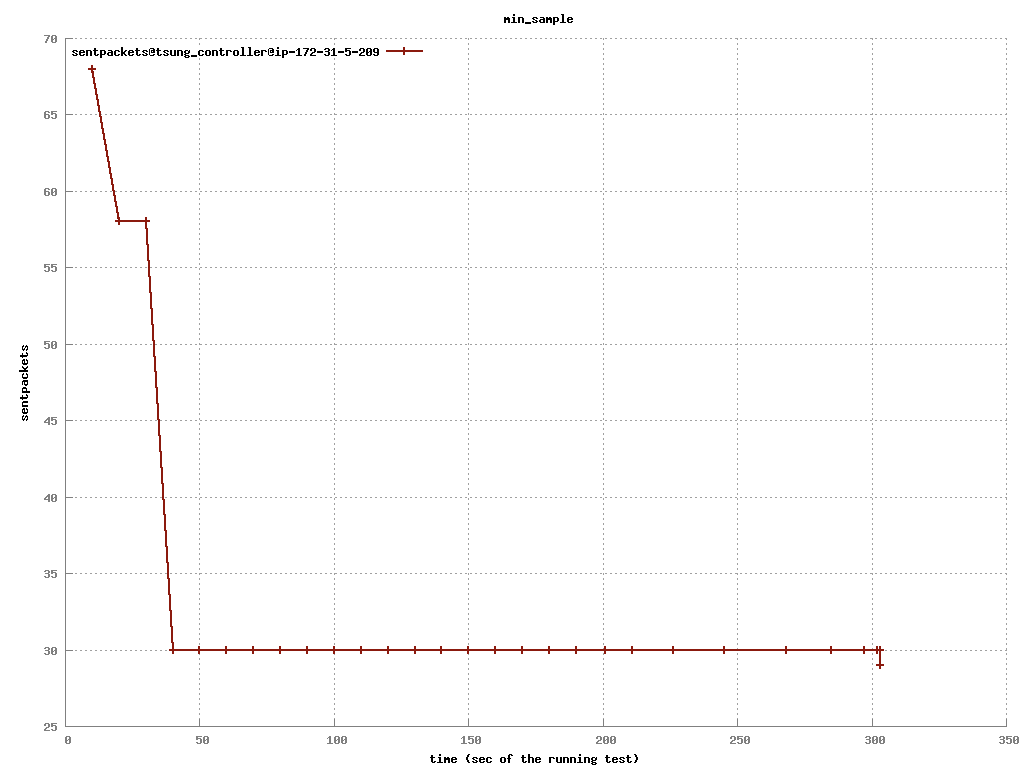 min_sample
sentpackets@tsung_controller@ip-172-31-5-209
70
65
60
55
50
45
40
35
30
25
sentpackets
0 50 100 150 200 250 300 350
time (sec of the running test)